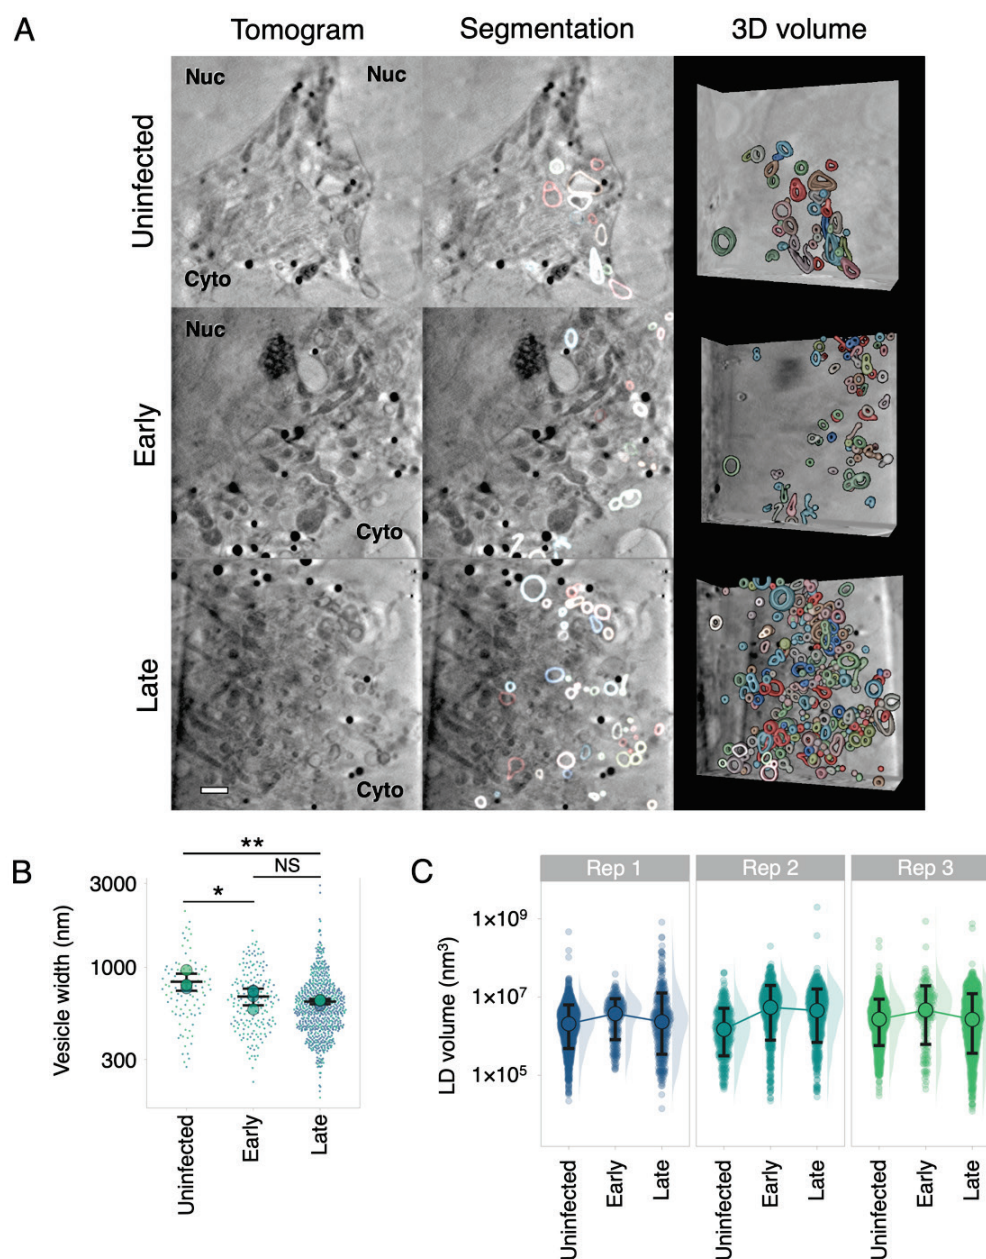 A
Tomogram
Segmentation
3D volume
Uninfected
Nuc
Nuc
Cyto
Early
Nuc
Cyto
Late
Cyto
B
**
NS
*
Vesicle width (nm)
3000
1000
300
Uninfected
Early
Late
C
Rep 1
Rep 2
Rep 3
LD volume (nm³)
1×10⁹
1×10⁷
1×10⁵
Uninfected
Early
Late
Uninfected
Early
Late
Uninfected
Early
Late